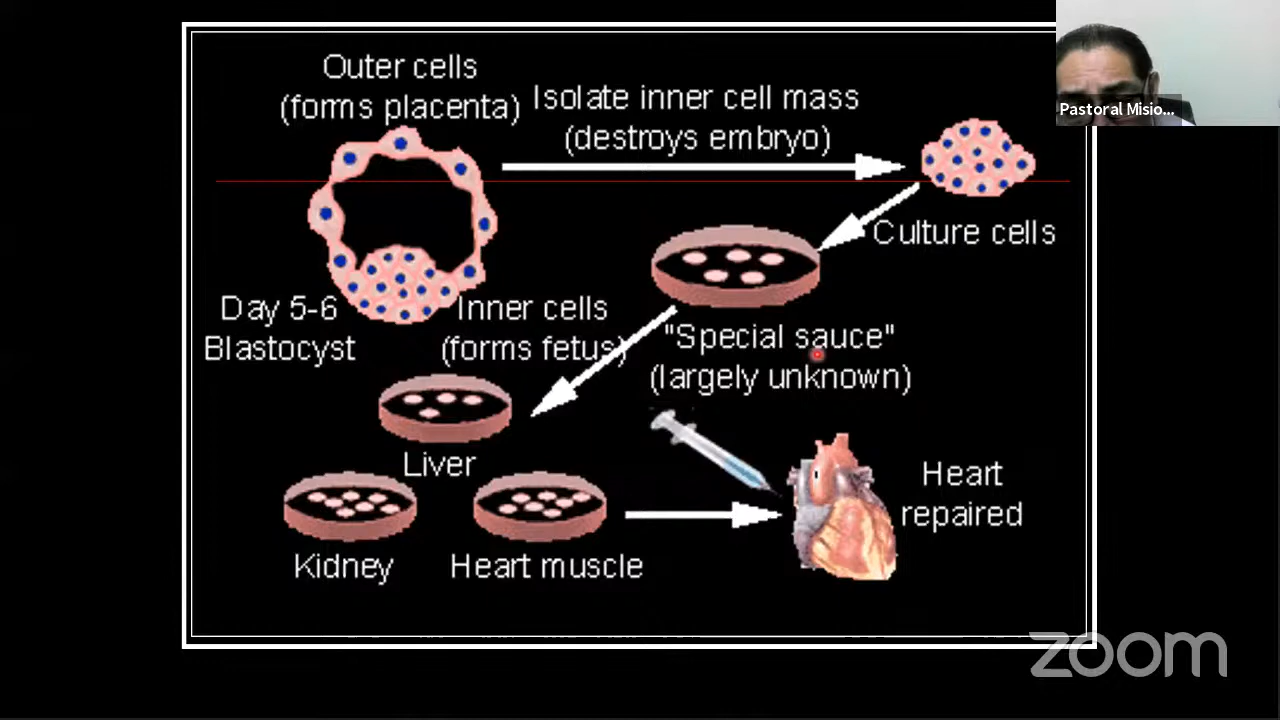 Outer cells
(forms placenta)
Isolate inner cell mass
(destroys embryo)
Pastoral Misio...
Culture cells
Day 5-6
Blastocyst
Inner cells
(forms fetus)
"Special sauce"
(largely unknown)
Liver
Heart
repaired
Kidney
Heart muscle
zoom